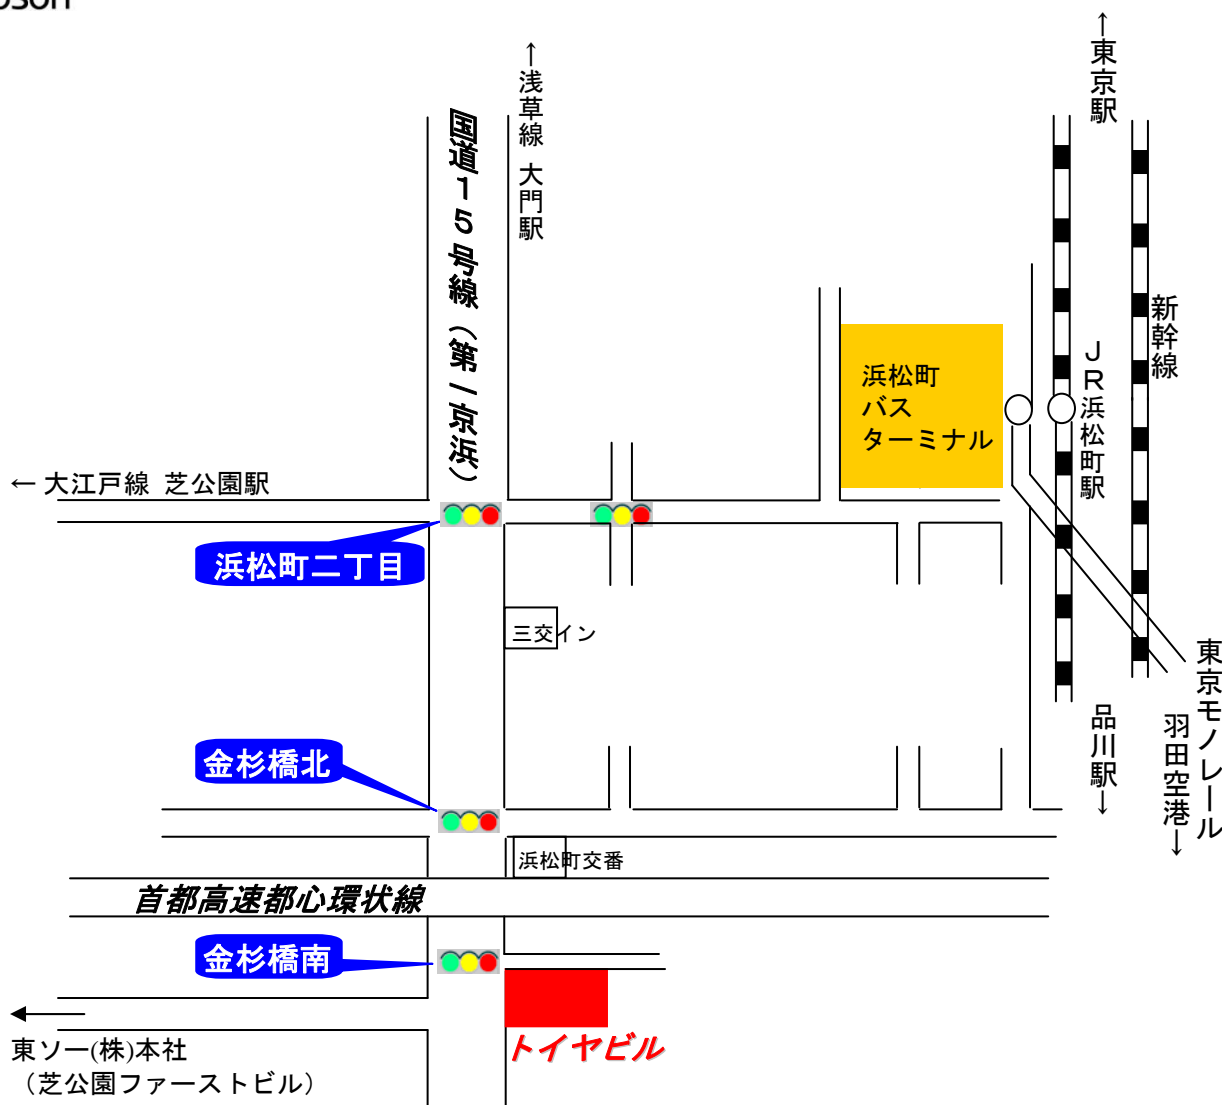 ↑東京駅
↑浅草線 大門駅
国道15号線(第一京浜)
新幹線
JR浜松町駅
浜松町
バス
ターミナル
←大江戸線 芝公園駅
浜松町二丁目
三交イン
東京モノレール
羽田空港↓
品川駅↓
金杉橋北
浜松町交番
首都高速都心環状線
金杉橋南
トイヤビル
東ソー(株)本社
(芝公園ファーストビル)